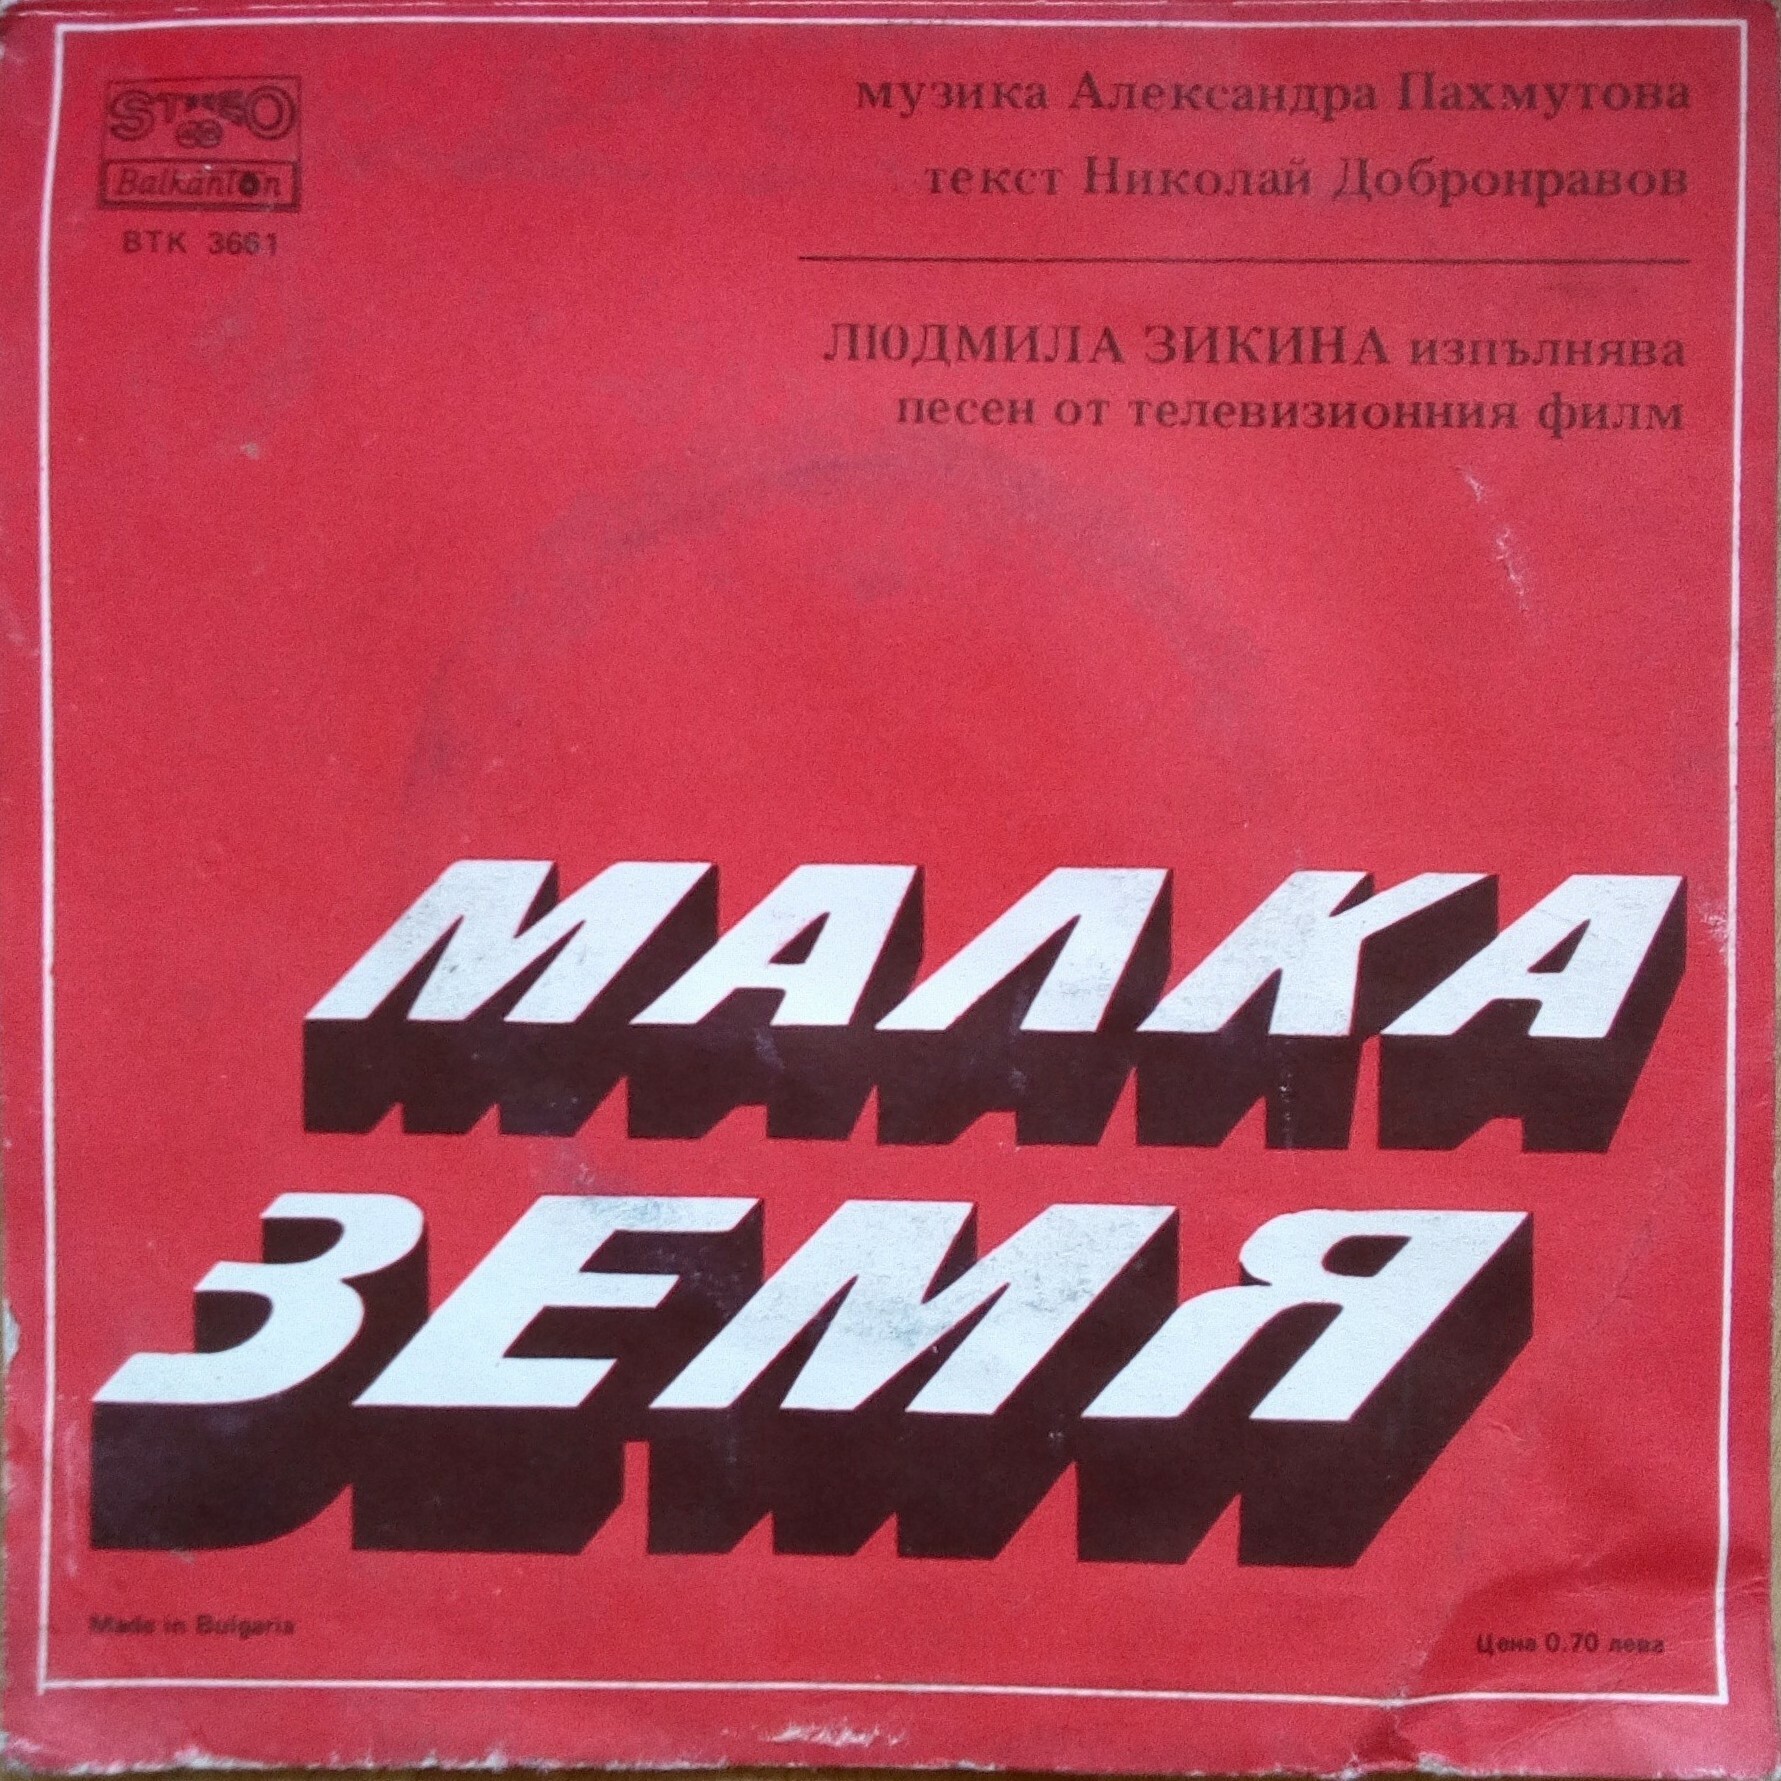 STEREO
Balkanton
ВТК 3661
музика Александра Пахмутова
текст Николай Добронравов
ЛЮДМИЛА ЗИКИНА изпълнява
песен от телевизионния филм
МАЛКА
ЗЕМЯ
Made in Bulgaria
Цена 0.70 лева